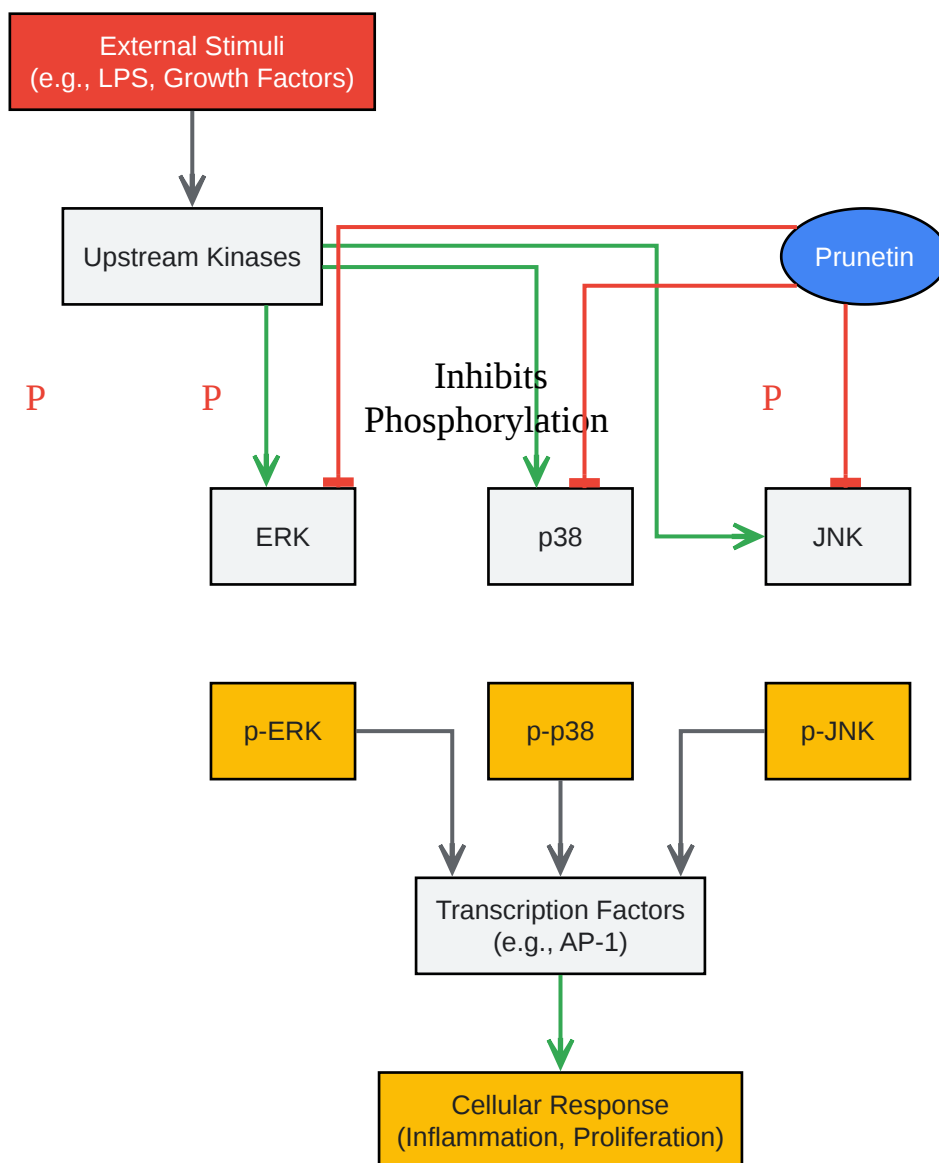 External Stimuli
(e.g., LPS, Growth Factors)
Upstream Kinases
Prunetin
Inhibits
Phosphorylation
P
P
P
ERK
p38
JNK
p-ERK
p-p38
p-JNK
Transcription Factors
(e.g., AP-1)
Cellular Response
(Inflammation, Proliferation)